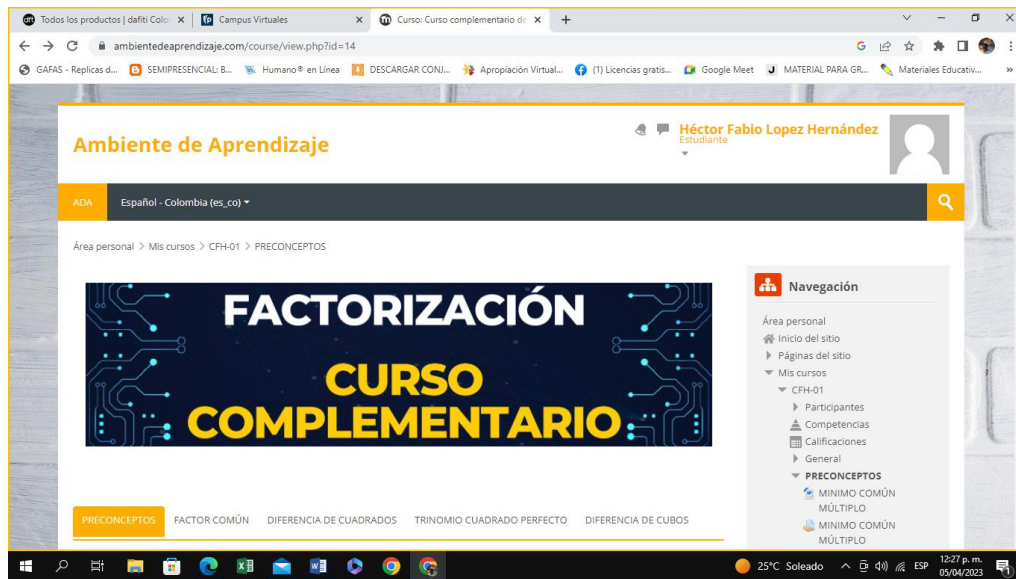 Todos los productos | dafiti Colo
Campus Virtuales
Curso: Curso complementario de
ambientedeaprendizaje.com/course/view.php?id=14
GAFAS - Replicas d...
SEMIPRESENCIAL: B...
Humano® en Línea
DESCARGAR CONJ...
Apropiación Virtual...
(1) Licencias gratis...
Google Meet
MATERIAL PARA GR...
Materiales Educativ...
»
Ambiente de Aprendizaje
Héctor Fabio Lopez Hernández
Estudiante
ADA
Español - Colombia (es_co)
Área personal > Mis cursos > CFH-01 > PRECONCEPTOS
FACTORIZACIÓN
CURSO
COMPLEMENTARIO
Navegación
Área personal
Inicio del sitio
Páginas del sitio
Mis cursos
CFH-01
Participantes
Competencias
Calificaciones
General
PRECONCEPTOS
MINIMO COMÚN
MÚLTIPLO
MINIMO COMÚN
MÚLTIPLO
PRECONCEPTOS
FACTOR COMÚN
DIFERENCIA DE CUADRADOS
TRINOMIO CUADRADO PERFECTO
DIFERENCIA DE CUBOS
25°C Soleado
ESP
12:27 p. m.
05/04/2023